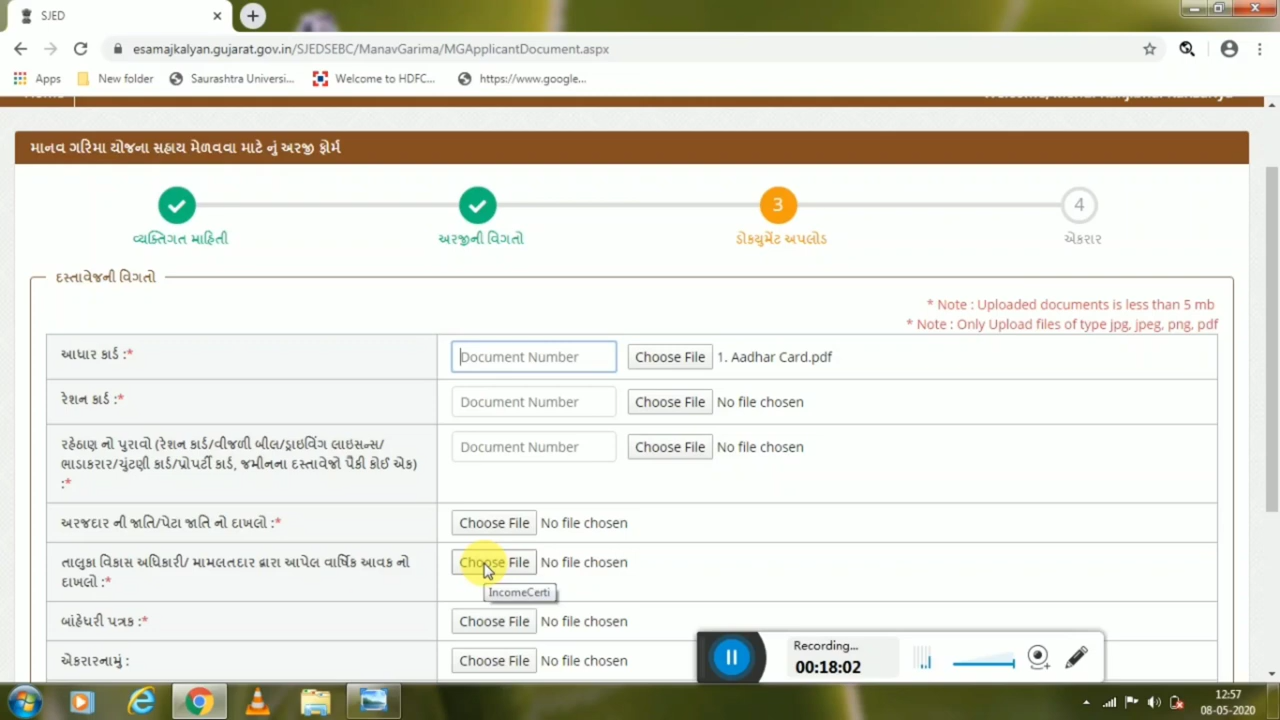 SJED
esamajkalyan.gujarat.gov.in/SJEDSEBC/ManavGarima/MGApplicantDocument.aspx
Apps New folder Saurashtra Universi... Welcome to HDFC... https://www.google...
માનવ ગરિમા યોજના સહાય મેળવવા માટે નું અરજી ફોર્મ
3 4
વ્યક્તિગત માહિતી અરજીની વિગતો ડોકયુમેંટ અપલોડ એકરાર
દસ્તાવેજની વિગતો
* Note : Uploaded documents is less than 5 mb
* Note : Only Upload files of type jpg, jpeg, png, pdf
આધાર કાર્ડ :* Document Number Choose File 1. Aadhar Card.pdf
રેશન કાર્ડ :* Document Number Choose File No file chosen
રહેઠાણ નો પુરાવો (રેશન કાર્ડ/વીજળી બીલ/ડ્રાઇવિંગ લાઇસન્સ/
ભાડાકરાર/ચુંટણી કાર્ડ/પ્રોપર્ટી કાર્ડ, જમીનના દસ્તાવેજો પૈકી કોઈ એક)
:*
Document Number Choose File No file chosen
અરજદાર ની જાતિ/પેટા જાતિ નો દાખલો :* Choose File No file chosen
તાલુકા વિકાસ અધિકારી/ મામલતદાર દ્વારા આપેલ વાર્ષિક આવક નો
દાખલો :*
Choose File No file chosen
IncomeCerti
બાંહેધરી પત્રક :* Choose File No file chosen
એકરારનામું : Choose File No file chosen
Recording...
00:18:02
12:57
08-05-2020